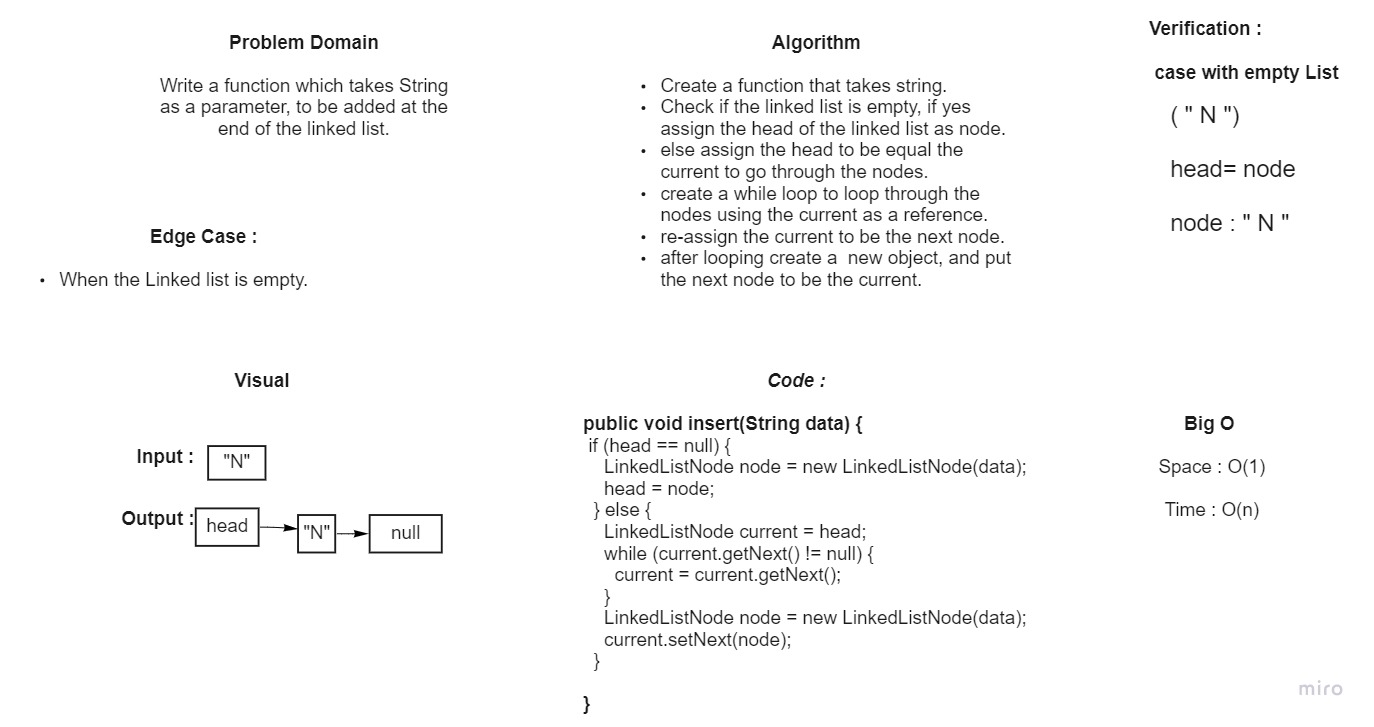 Problem Domain
Write a function which takes String
as a parameter, to be added at the
end of the linked list.
Edge Case :
• When the Linked list is empty.
Algorithm
• Create a function that takes string.
• Check if the linked list is empty, if yes
assign the head of the linked list as node.
• else assign the head to be equal the
current to go through the nodes.
• create a while loop to loop through the
nodes using the current as a reference.
• re-assign the current to be the next node.
• after looping create a  new object, and put
the next node to be the current.
Verification :
case with empty List
( " N ")
head= node
node : " N "
Visual
Input :
"N"
Output :
head
"N"
null
Code :
public void insert(String data) {
if (head == null) {
LinkedListNode node = new LinkedListNode(data);
head = node;
} else {
LinkedListNode current = head;
while (current.getNext() != null) {
current = current.getNext();
}
LinkedListNode node = new LinkedListNode(data);
current.setNext(node);
}
}
Big O
Space : O(1)
Time : O(n)
miro